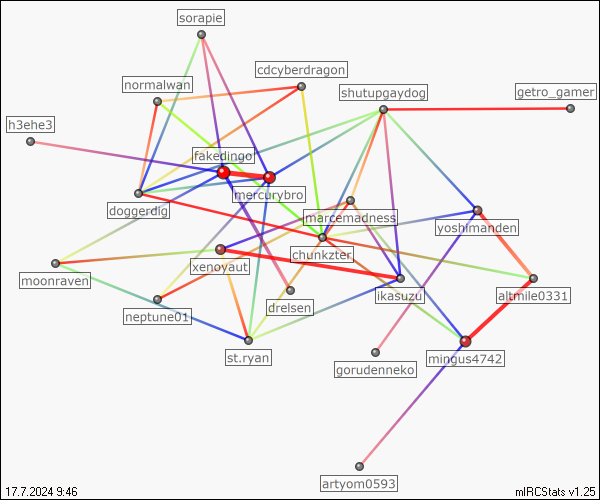 sorapie
cdcyberdragon
normalwan
shutupgaydog
getro_gamer
h3ehe3
fakedingo!
mercurybro
doggerdig
marcemadness
yoshimanden
chunkzter
xenoyaut
moonraven
ikasuzu
altmile0331
drelsen
neptune01
st.ryan
mingus4742
gorudenneko
artyom0593
17.7.2024 9:46
mIRCStats v1.25